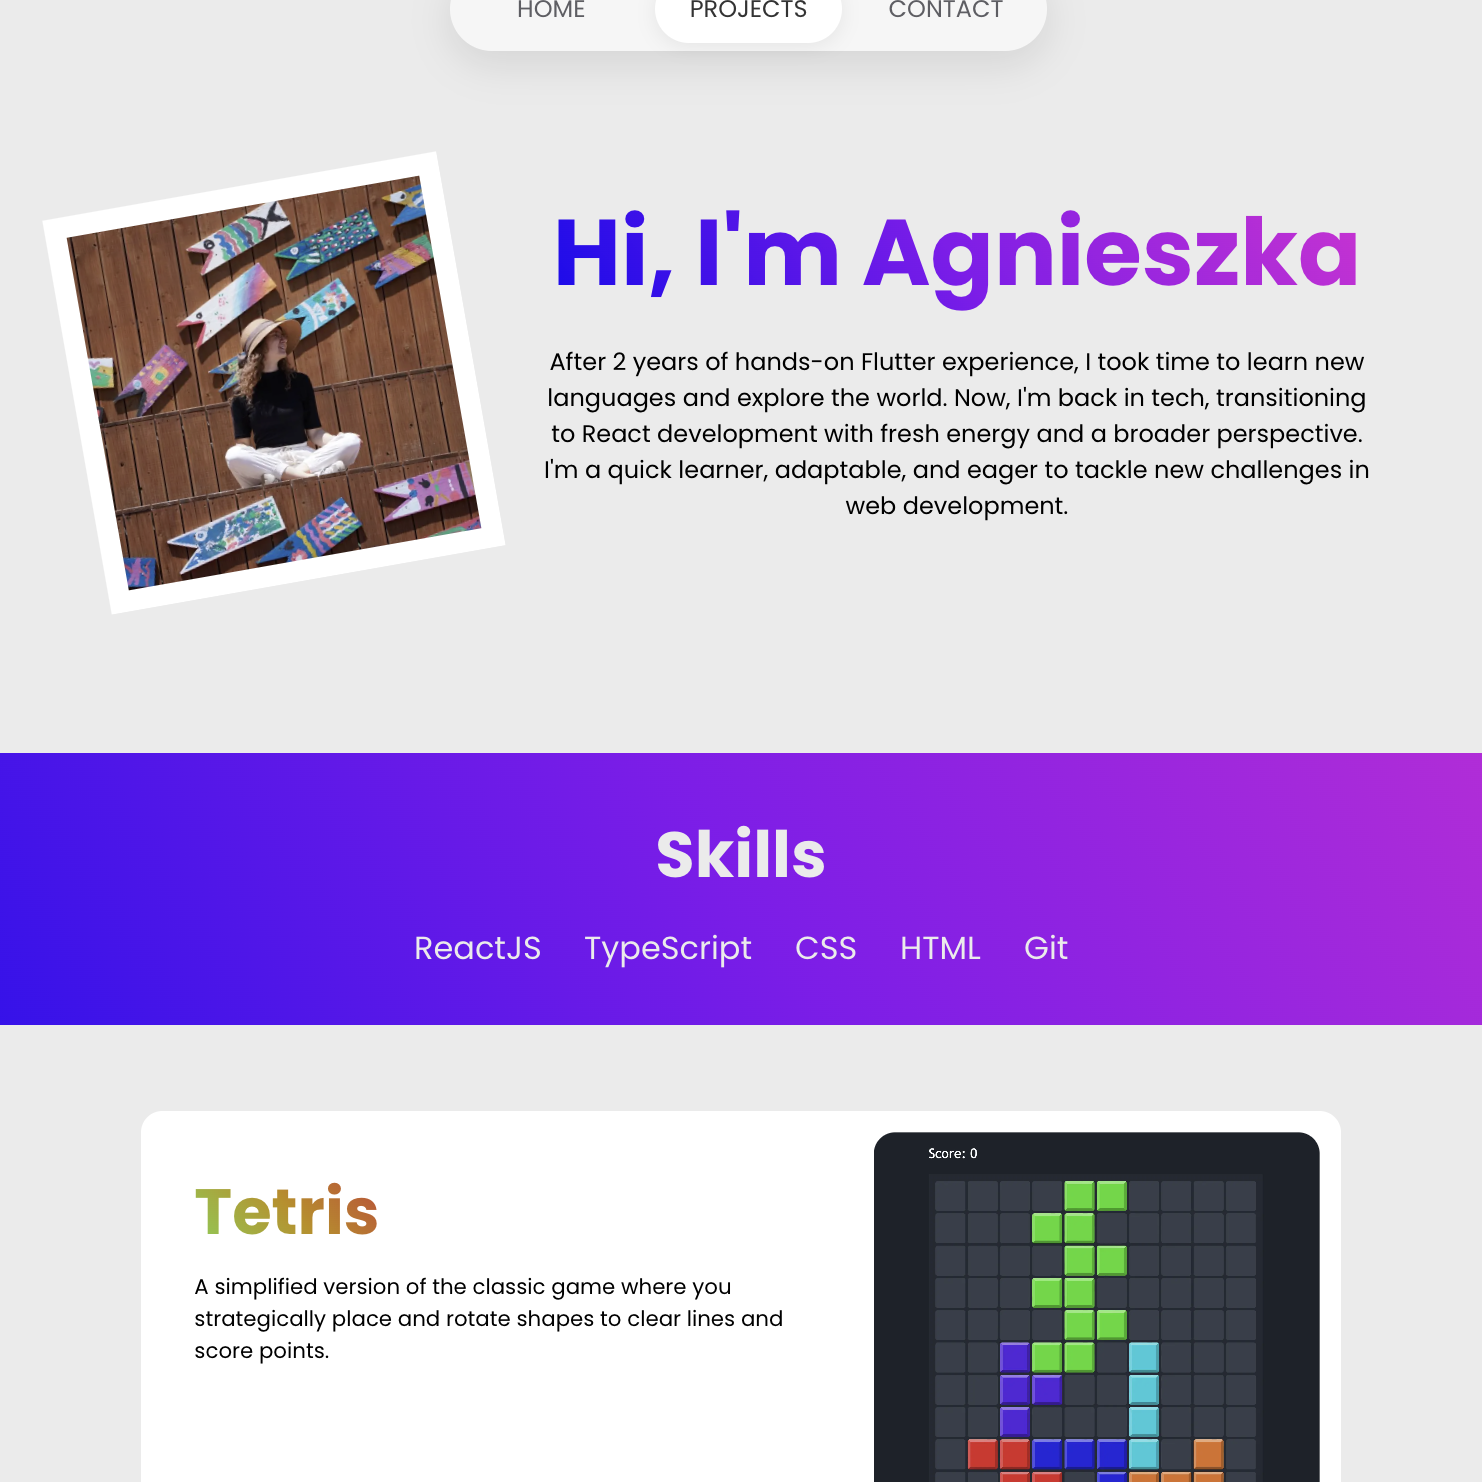 HOME PROJECTS CONTACT
Hi, I'm Agnieszka
After 2 years of hands-on Flutter experience, I took time to learn new
languages and explore the world. Now, I'm back in tech, transitioning
to React development with fresh energy and a broader perspective.
I'm a quick learner, adaptable, and eager to tackle new challenges in
web development.
Skills
ReactJS TypeScript CSS HTML Git
Tetris
A simplified version of the classic game where you
strategically place and rotate shapes to clear lines and
score points.
Score: 0